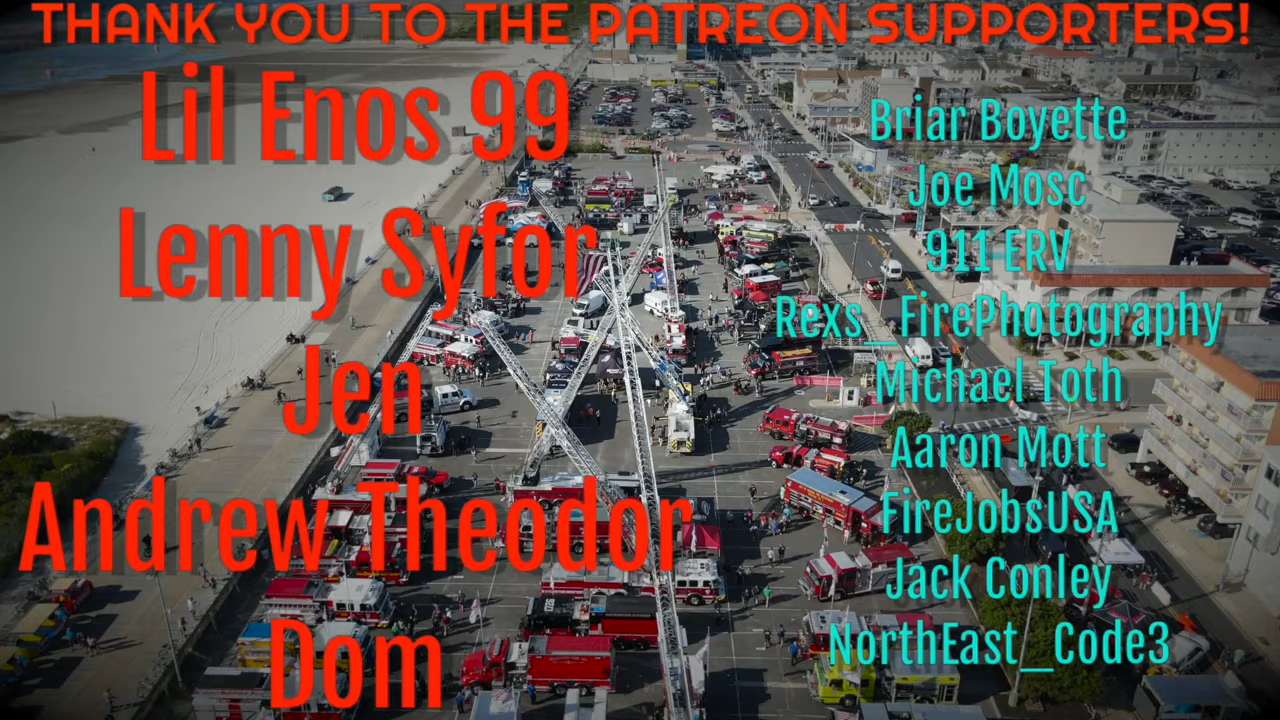 THANK YOU TO THE PATREON SUPPORTERS!
Lil Enos 99
Lenny Syfor
Jen
Andrew Theodor
Dom
Briar Boyette
Joe Mosc
911 ERV
Rexs_FirePhotography
Michael Toth
Aaron Mott
FireJobsUSA
Jack Conley
NorthEast_Code3